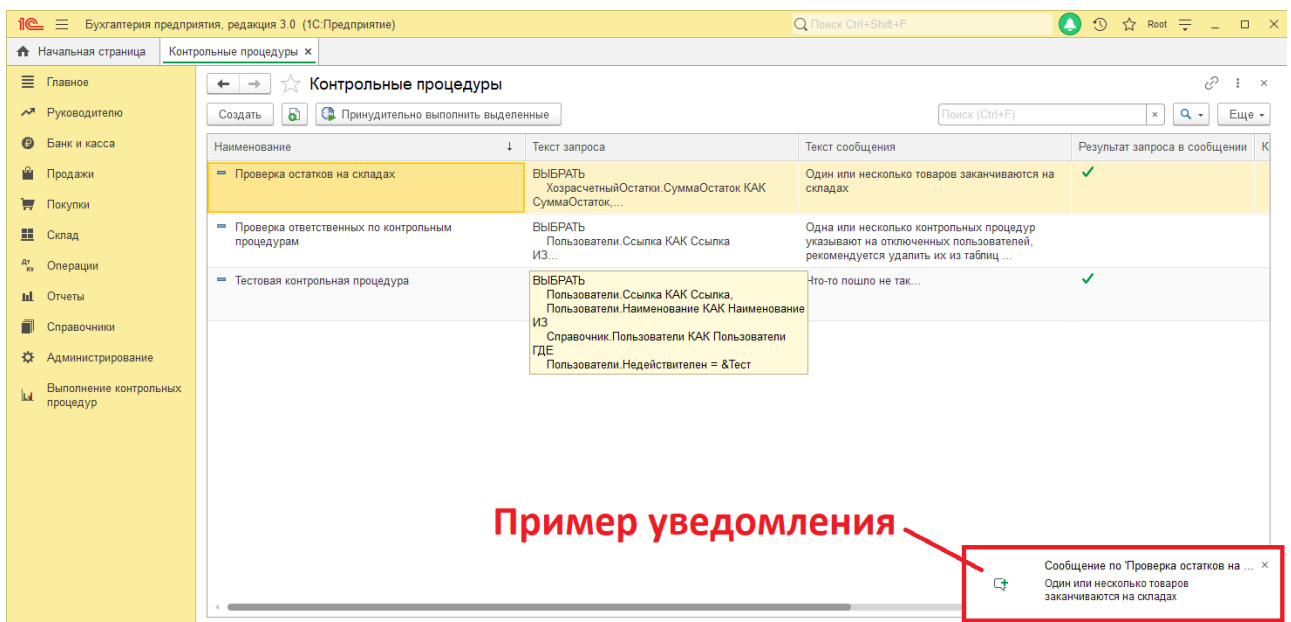 1С Бухгалтерия предприятия, редакция 3.0 (1С:Предприятие) Поиск Ctrl+Shift+F Root
Начальная страница Контрольные процедуры ×
Главное
Руководителю
Банк и касса
Продажи
Покупки
Склад
Дт Кт Операции
Отчеты
Справочники
Администрирование
Выполнение контрольных
процедур
Контрольные процедуры
Создать Принудительно выполнить выделенные Поиск (Ctrl+F) × Еще
Наименование ↓ Текст запроса Текст сообщения Результат запроса в сообщении К
Проверка остатков на складах
ВЫБРАТЬ
ХозрасчетныйОстатки.СуммаОстаток КАК
СуммаОстаток,...
Один или несколько товаров заканчиваются на
складах
Проверка ответственных по контрольным
процедурам
ВЫБРАТЬ
Пользователи.Ссылка КАК Ссылка
ИЗ...
Одна или несколько контрольных процедур
указывают на отключенных пользователей,
рекомендуется удалить их из таблиц ...
Тестовая контрольная процедура
ВЫБРАТЬ
Пользователи.Ссылка КАК Ссылка,
Пользователи.Наименование КАК Наименование
ИЗ
Справочник.Пользователи КАК Пользователи
ГДЕ
Пользователи.Недействителен = &Тест
Что-то пошло не так...
Пример уведомления
Сообщение по 'Проверка остатков на ... ×
Один или несколько товаров
заканчиваются на складах